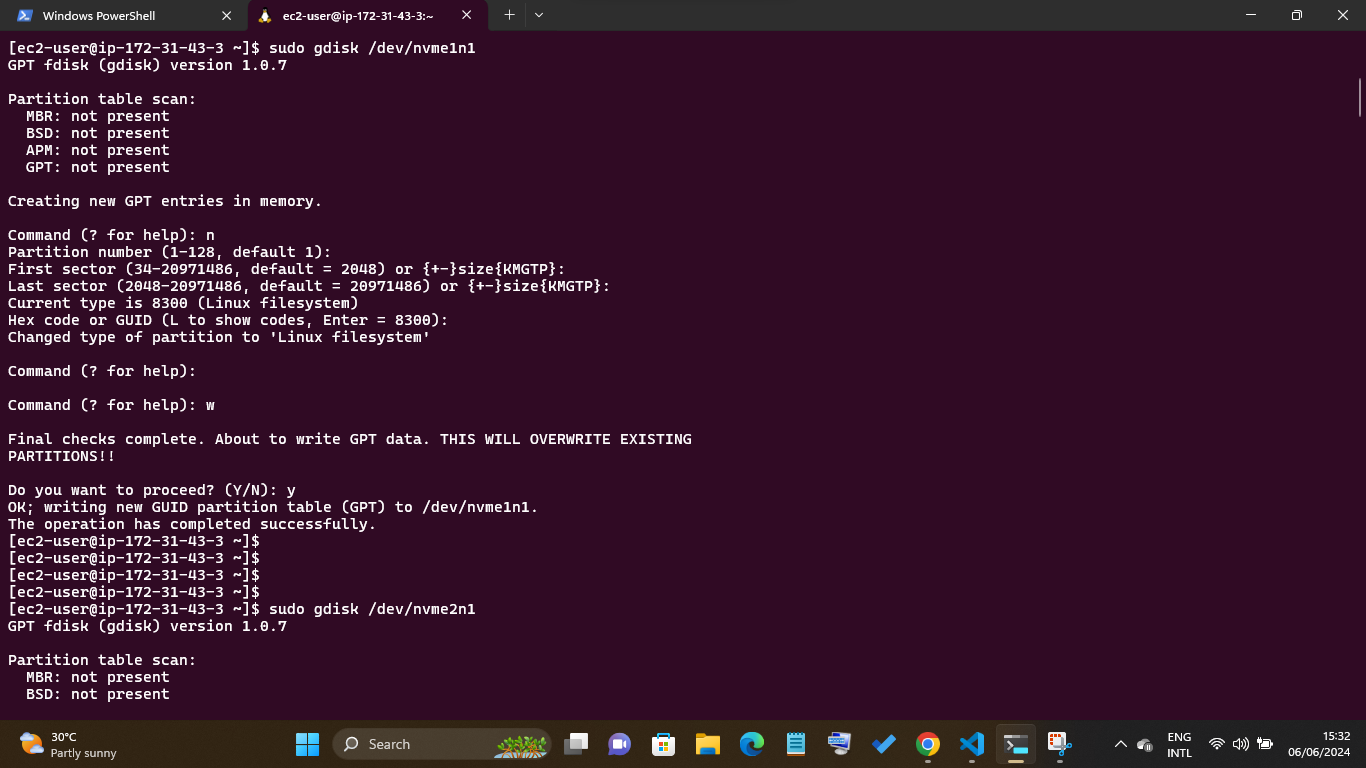 Windows PowerShell
ec2-user@ip-172-31-43-3:~
[ec2-user@ip-172-31-43-3 ~]$ sudo gdisk /dev/nvme1n1
GPT fdisk (gdisk) version 1.0.7
Partition table scan:
MBR: not present
BSD: not present
APM: not present
GPT: not present
Creating new GPT entries in memory.
Command (? for help): n
Partition number (1-128, default 1):
First sector (34-20971486, default = 2048) or {+-}size{KMGTP}:
Last sector (2048-20971486, default = 20971486) or {+-}size{KMGTP}:
Current type is 8300 (Linux filesystem)
Hex code or GUID (L to show codes, Enter = 8300):
Changed type of partition to 'Linux filesystem'
Command (? for help):
Command (? for help): w
Final checks complete. About to write GPT data. THIS WILL OVERWRITE EXISTING
PARTITIONS!!
Do you want to proceed? (Y/N): y
OK; writing new GUID partition table (GPT) to /dev/nvme1n1.
The operation has completed successfully.
[ec2-user@ip-172-31-43-3 ~]$
[ec2-user@ip-172-31-43-3 ~]$
[ec2-user@ip-172-31-43-3 ~]$
[ec2-user@ip-172-31-43-3 ~]$
[ec2-user@ip-172-31-43-3 ~]$ sudo gdisk /dev/nvme2n1
GPT fdisk (gdisk) version 1.0.7
Partition table scan:
MBR: not present
BSD: not present
30°C
Partly sunny
Search
ENG
INTL
15:32
06/06/2024